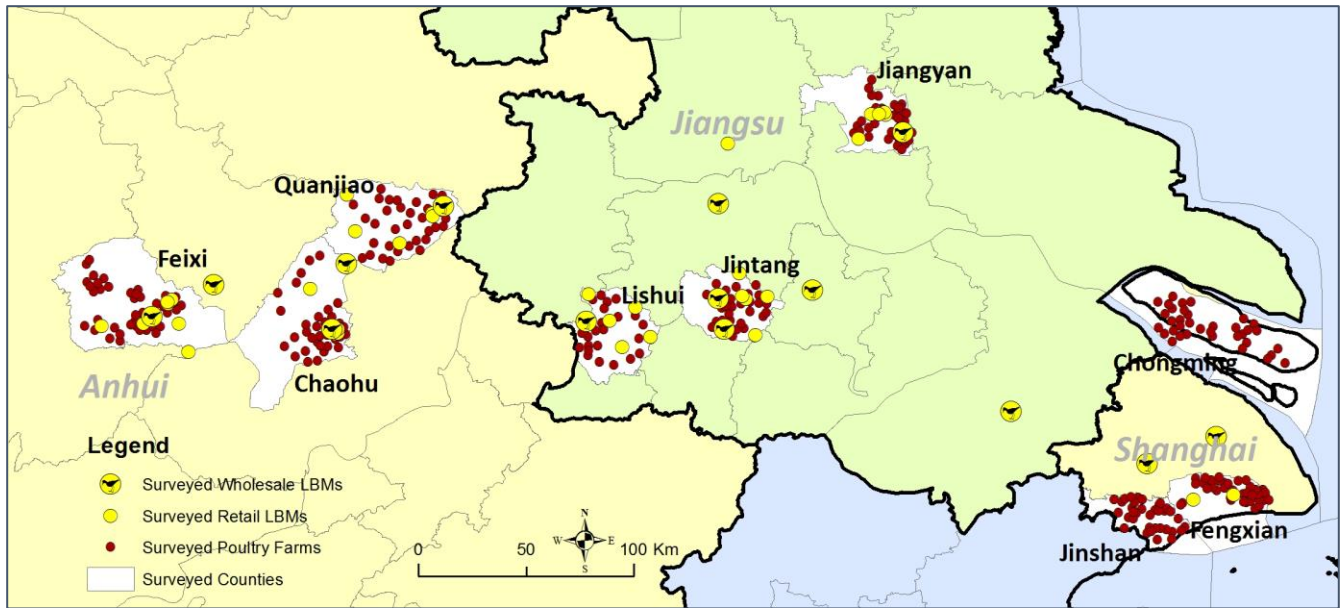 Jiangyan
Jiangsu
Quanjiao
Feixi
Jintang
Lishui
Chongming
Chaohu
Anhui
Shanghai
Fengxian
Jinshan
Legend
Surveyed Wholesale LBMs
Surveyed Retail LBMs
Surveyed Poultry Farms
Surveyed Counties
N
W E
S
0 50 100 Km